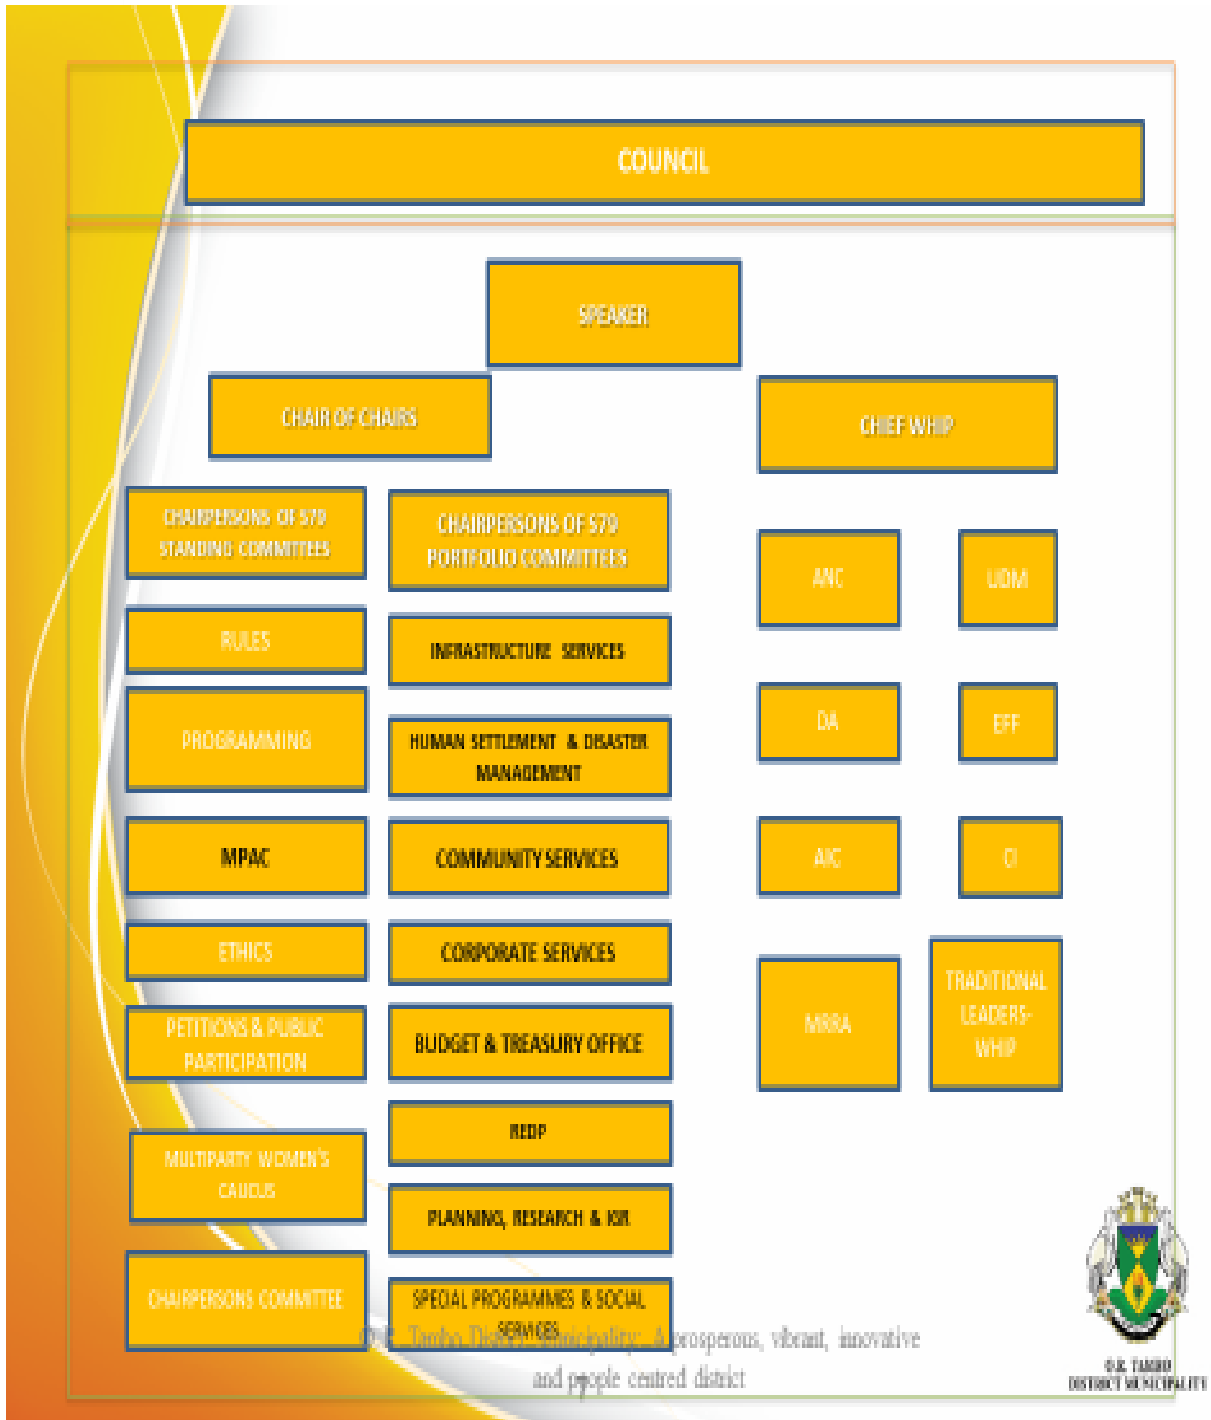 COUNCIL
SPEAKER
CHAIR OF CHAIRS
CHIEF WHIP
CHAIRPERSONS OF S79
STANDING COMMITTEES
RULES
PROGRAMMING
MPAC
ETHICS
PETITIONS & PUBLIC
PARTICIPATION
MULTIPARTY WOMEN'S
CAUCUS
CHAIRPERSONS COMMITTEE
CHAIRPERSONS OF S79
PORTFOLIO COMMITTEES
INFRASTRUCTURE SERVICES
HUMAN SETTLEMENT & DISASTER
MANAGEMENT
COMMUNITY SERVICES
CORPORATE SERVICES
BUDGET & TREASURY OFFICE
REDP
PLANNING, RESEARCH & IGR
SPECIAL PROGRAMMES & SOCIAL
SERVICES
ANC
UDM
DA
EFF
AIC
CI
MRRA
TRADITIONAL
LEADERS-
WHIP
O.R. Tambo District Municipality: A prosperous, vibrant, innovative
and people centred district
O.R. TAMBO
DISTRICT MUNICIPALITY